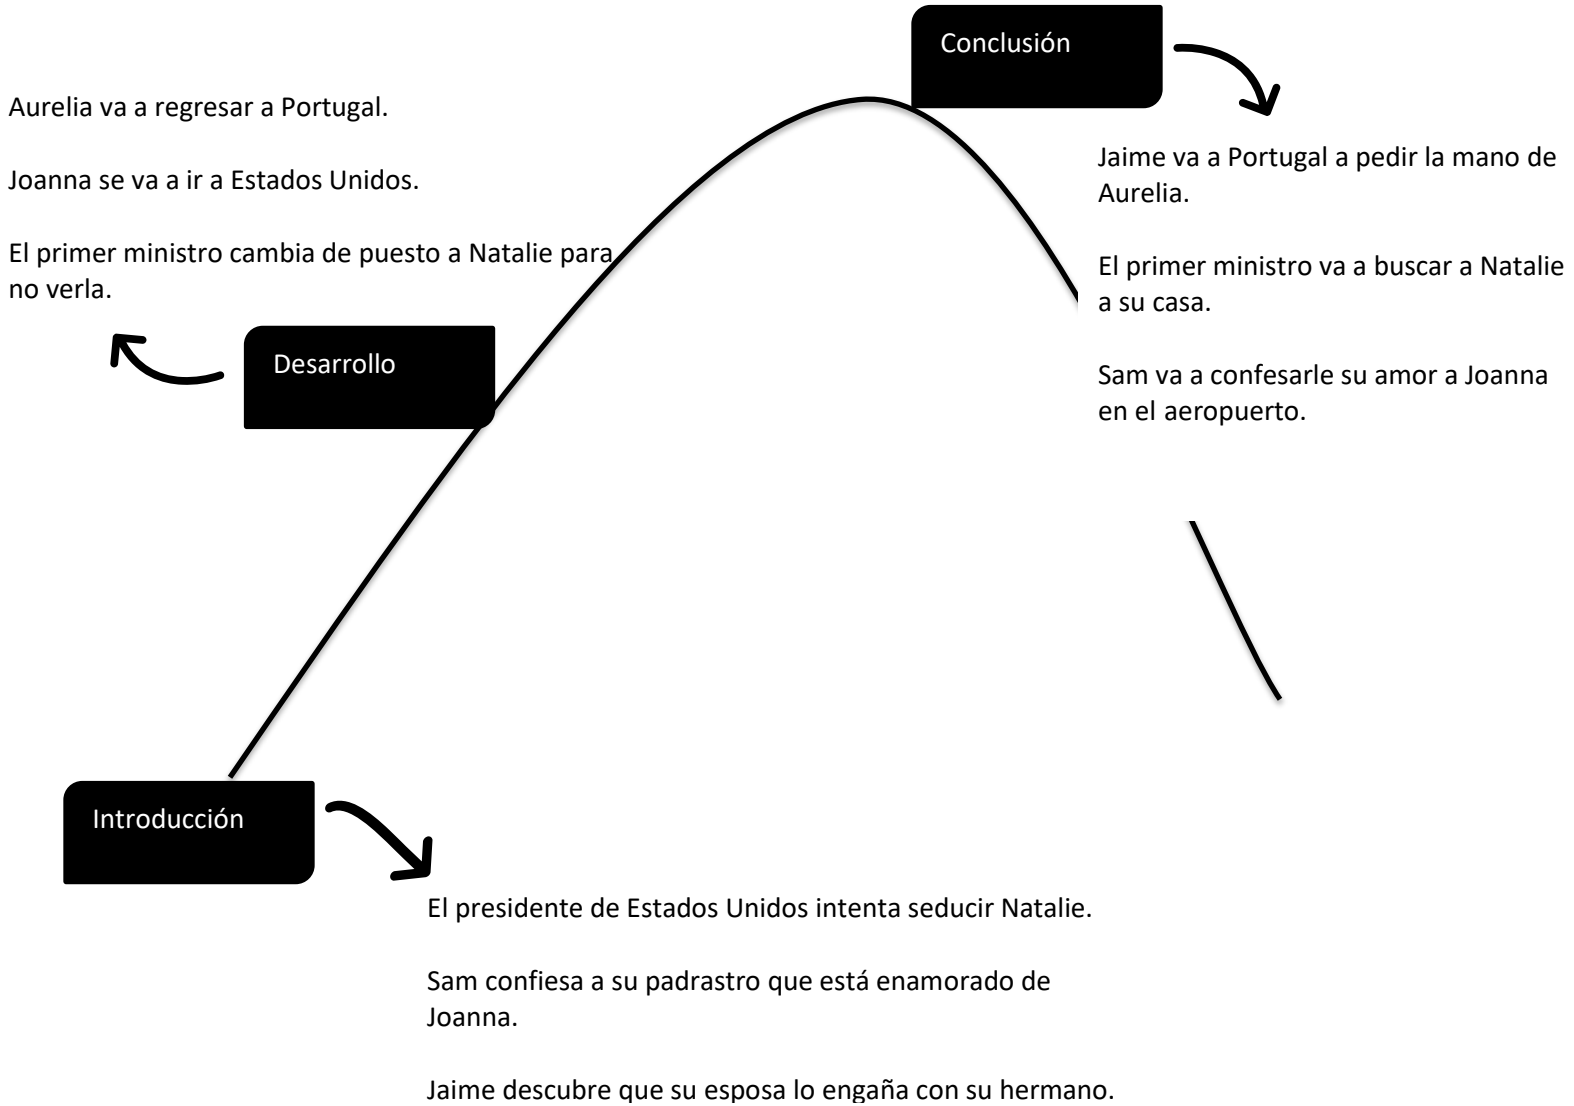 Conclusión
Aurelia va a regresar a Portugal.
Joanna se va a ir a Estados Unidos.
El primer ministro cambia de puesto a Natalie para
no verla.
Jaime va a Portugal a pedir la mano de
Aurelia.
El primer ministro va a buscar a Natalie
a su casa.
Sam va a confesarle su amor a Joanna
en el aeropuerto.
Desarrollo
Introducción
El presidente de Estados Unidos intenta seducir Natalie.
Sam confiesa a su padrastro que está enamorado de
Joanna.
Jaime descubre que su esposa lo engaña con su hermano.